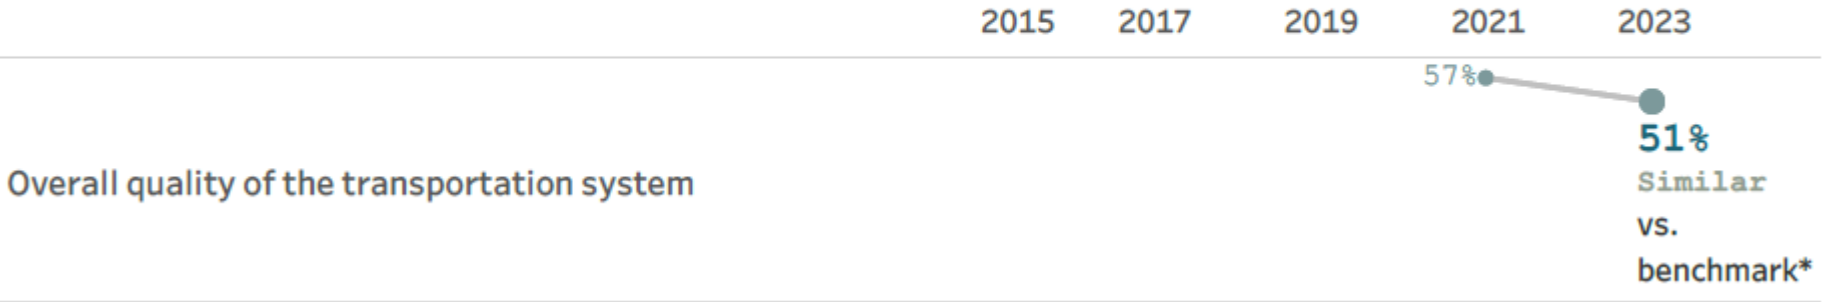 2015 2017 2019 2021 2023
57%
51%
Overall quality of the transportation system
Similar
vs.
benchmark*